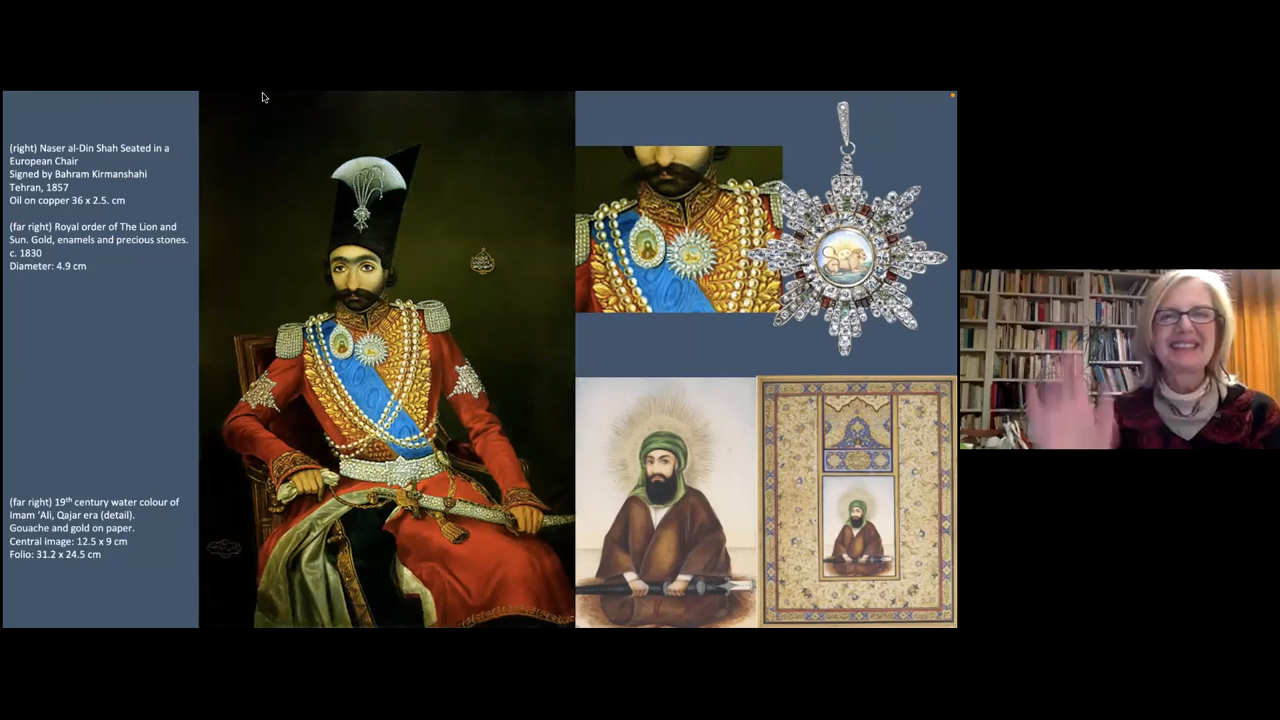 (right) Naser al-Din Shah Seated in a
European Chair
Signed by Bahram Kirmanshahi
Tehran, 1857
Oil on copper 36 x 2.5. cm
(far right) Royal order of The Lion and
Sun. Gold, enamels and precious stones.
c. 1830
Diameter: 4.9 cm
(far right) 19th century water colour of
Imam ‘Ali, Qajar era (detail).
Gouache and gold on paper.
Central image: 12.5 x 9 cm
Folio: 31.2 x 24.5 cm